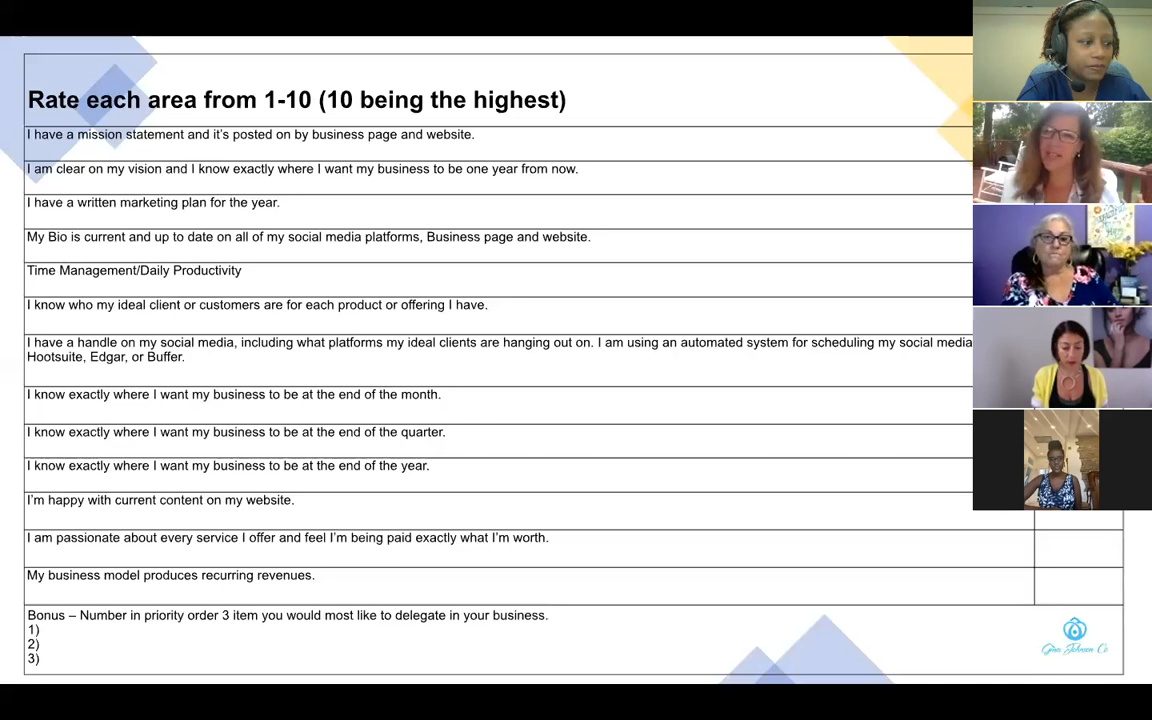 Rate each area from 1-10 (10 being the highest)
I have a mission statement and it's posted on by business page and website.
I am clear on my vision and I know exactly where I want my business to be one year from now.
I have a written marketing plan for the year.
My Bio is current and up to date on all of my social media platforms, Business page and website.
Time Management/Daily Productivity
I know who my ideal client or customers are for each product or offering I have.
I have a handle on my social media, including what platforms my ideal clients are hanging out on. I am using an automated system for scheduling my social media
Hootsuite, Edgar, or Buffer.
I know exactly where I want my business to be at the end of the month.
I know exactly where I want my business to be at the end of the quarter.
I know exactly where I want my business to be at the end of the year.
I'm happy with current content on my website.
I am passionate about every service I offer and feel I'm being paid exactly what I'm worth.
My business model produces recurring revenues.
Bonus – Number in priority order 3 item you would most like to delegate in your business.
1)
2)
3)
Johnson Co